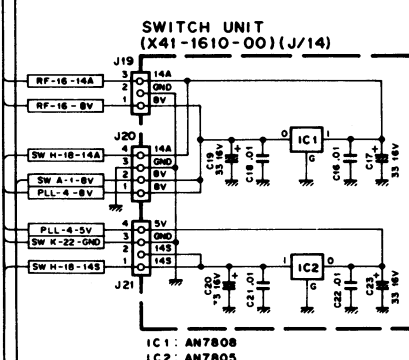 SWITCH UNIT
(X41-1610-00)(J/14)
J19
RF-16-14A
3 14A
2 GND
RF-16-8V
1 8V
J20
SW H-18-14A
4 14A
3 GND
SW A-1-8V
2 8V
PLL-4-8V
1 8V
O IC1 I
G
C19 33 16V +
C18 .01
C16 .01
C17 33 16V +
PLL-4-5V
4 5V
SW K-22-GND
3 GND
2 14S
SW H-18-14S
1 14S
J21
I IC2 O
G
C20 16V +
C21 .01
C22 .01
C23 33 16V +
IC1: AN7808
IC2: AN7805